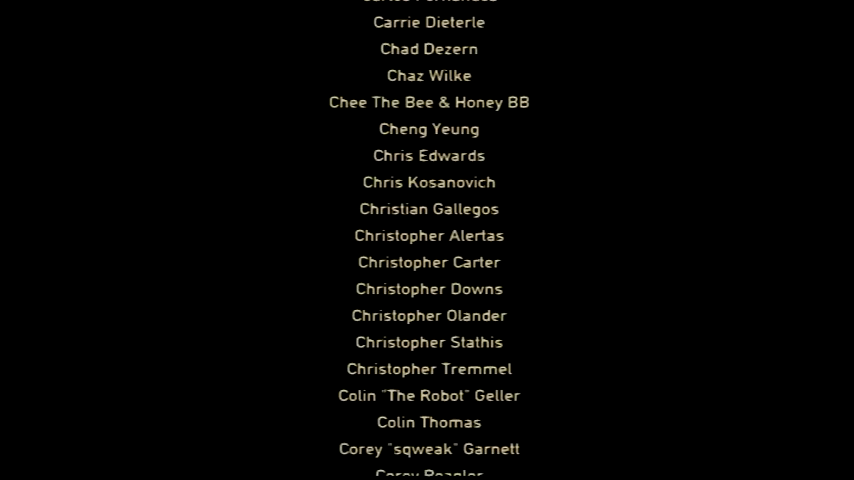 Carrie Dieterle
Chad Dezern
Chaz Wilke
Chee The Bee & Honey BB
Cheng Yeung
Chris Edwards
Chris Kosanovich
Christian Gallegos
Christopher Alertas
Christopher Carter
Christopher Downs
Christopher Olander
Christopher Stathis
Christopher Tremmel
Colin "The Robot" Geller
Colin Thomas
Corey "sqweak" Garnett